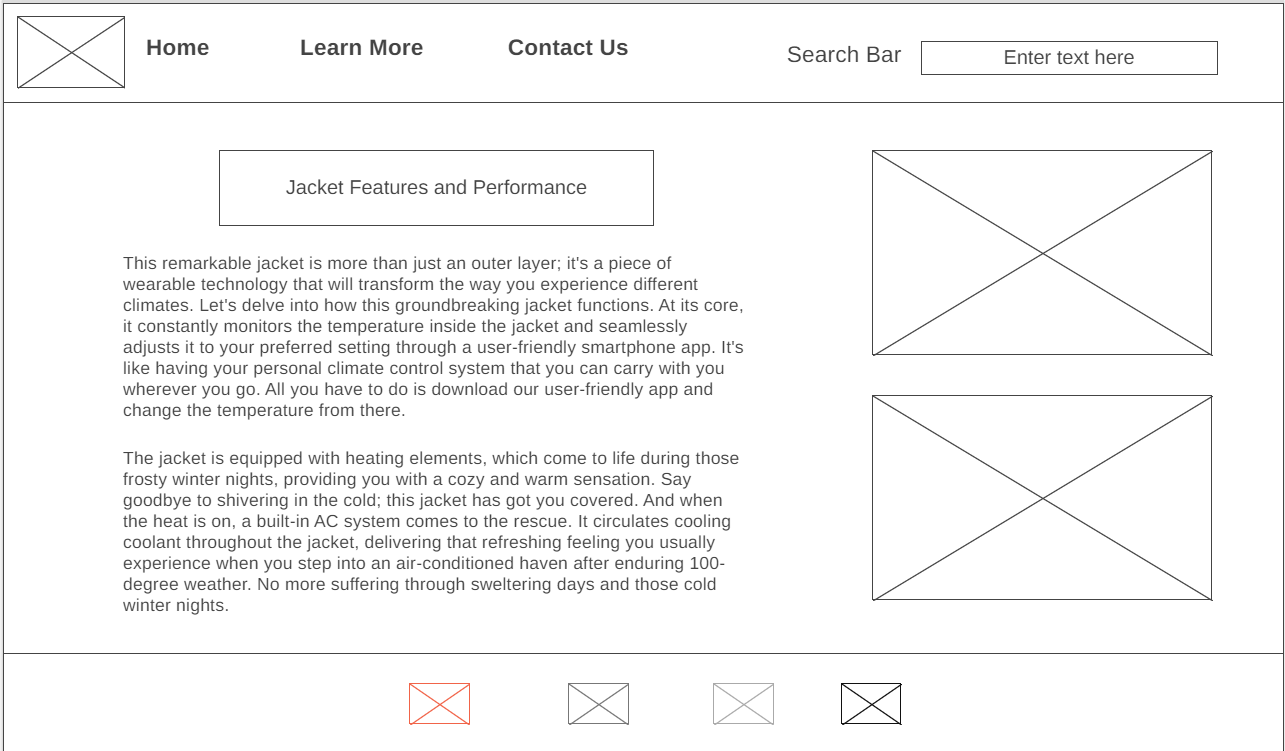 Home
Learn More
Contact Us
Search Bar
Enter text here
Jacket Features and Performance
This remarkable jacket is more than just an outer layer; it's a piece of
wearable technology that will transform the way you experience different
climates. Let's delve into how this groundbreaking jacket functions. At its core,
it constantly monitors the temperature inside the jacket and seamlessly
adjusts it to your preferred setting through a user-friendly smartphone app. It's
like having your personal climate control system that you can carry with you
wherever you go. All you have to do is download our user-friendly app and
change the temperature from there.
The jacket is equipped with heating elements, which come to life during those
frosty winter nights, providing you with a cozy and warm sensation. Say
goodbye to shivering in the cold; this jacket has got you covered. And when
the heat is on, a built-in AC system comes to the rescue. It circulates cooling
coolant throughout the jacket, delivering that refreshing feeling you usually
experience when you step into an air-conditioned haven after enduring 100-
degree weather. No more suffering through sweltering days and those cold
winter nights.